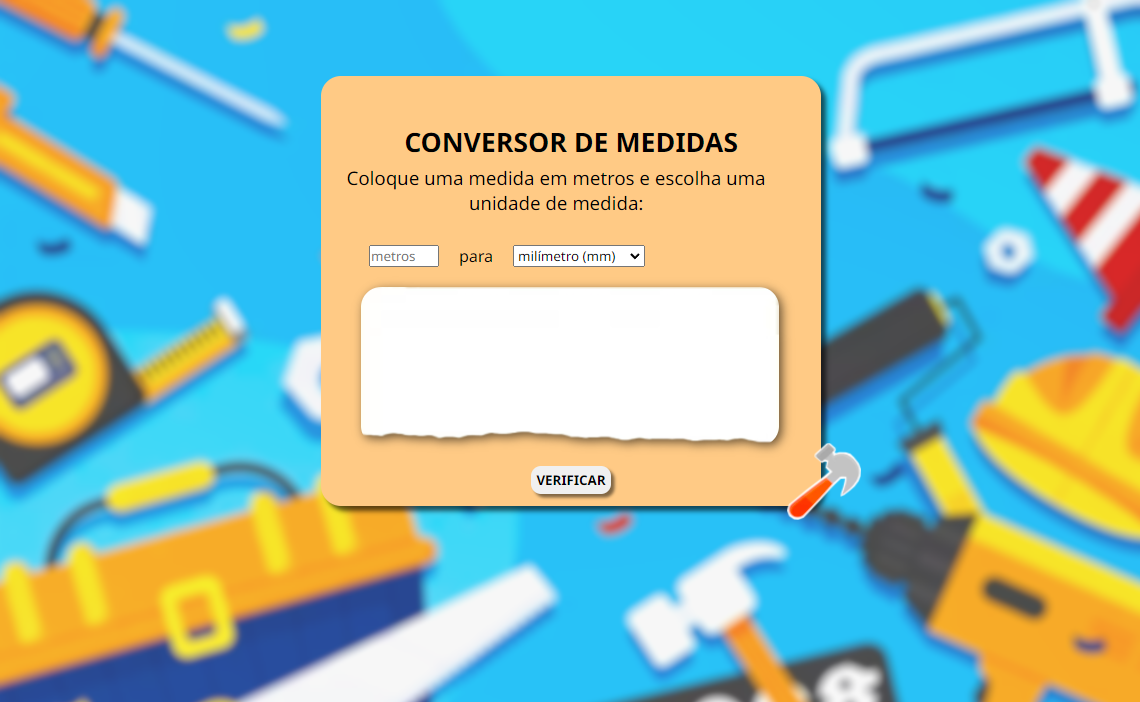 CONVERSOR DE MEDIDAS
Coloque uma medida em metros e escolha uma
unidade de medida:
metros para milímetro (mm)
VERIFICAR